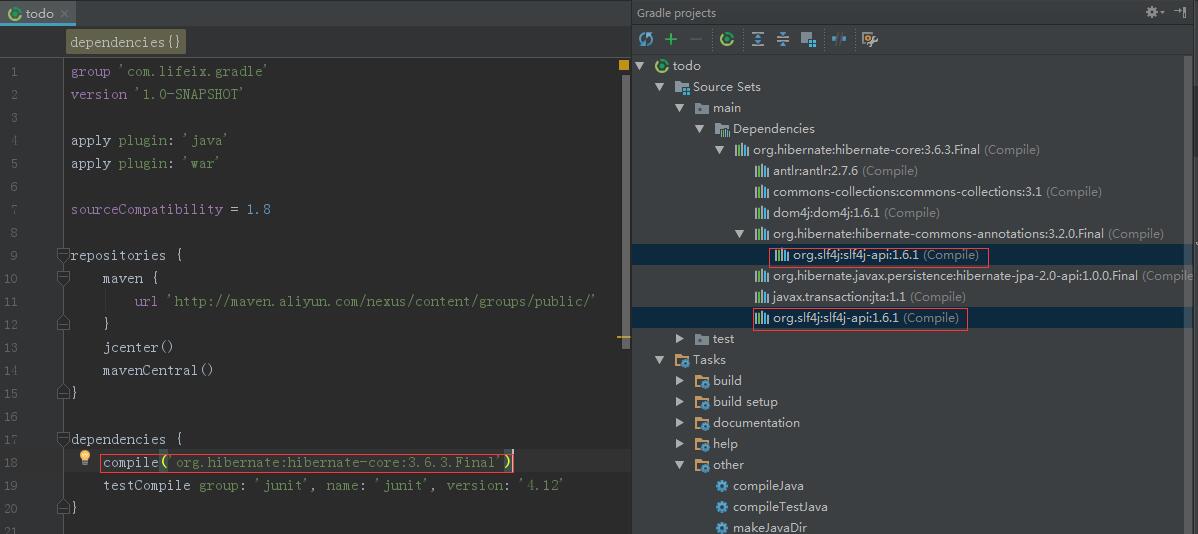 todo
dependencies{}
1 group 'com.lifeix.gradle'
2 version '1.0-SNAPSHOT'
3
4 apply plugin: 'java'
5 apply plugin: 'war'
6
7 sourceCompatibility = 1.8
8
9 repositories {
10 maven {
11 url 'http://maven.aliyun.com/nexus/content/groups/public/'
12 }
13 jcenter()
14 mavenCentral()
15 }
16
17 dependencies {
18 compile('org.hibernate:hibernate-core:3.6.3.Final')
19 testCompile group: 'junit', name: 'junit', version: '4.12'
20 }
21
Gradle projects
todo
Source Sets
main
Dependencies
org.hibernate:hibernate-core:3.6.3.Final (Compile)
antlr:antlr:2.7.6 (Compile)
commons-collections:commons-collections:3.1 (Compile)
dom4j:dom4j:1.6.1 (Compile)
org.hibernate:hibernate-commons-annotations:3.2.0.Final (Compile)
org.slf4j:slf4j-api:1.6.1 (Compile)
org.hibernate.javax.persistence:hibernate-jpa-2.0-api:1.0.0.Final (Compile
javax.transaction:jta:1.1 (Compile)
org.slf4j:slf4j-api:1.6.1 (Compile)
test
Tasks
build
build setup
documentation
help
other
compileJava
compileTestJava
makeJavaDir